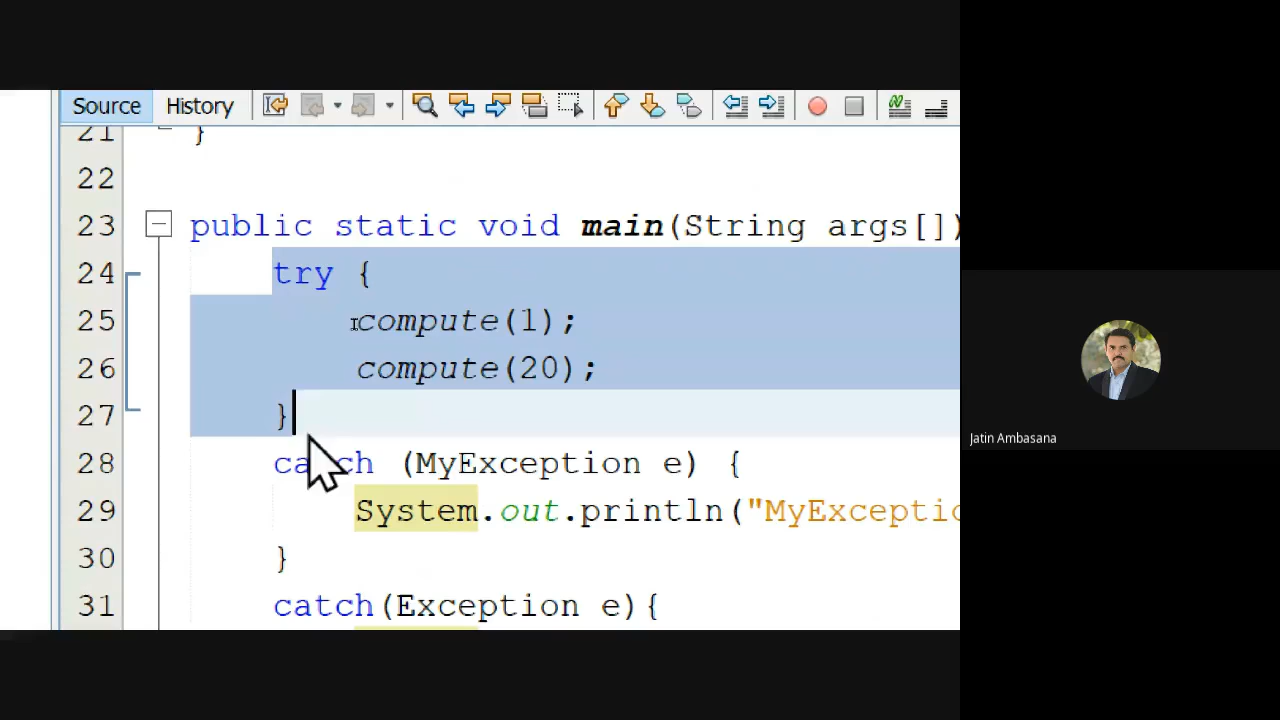 Source History
21 }
22
23 public static void main(String args[])
24 try {
25 compute(1);
26 compute(20);
27 }
28 catch (MyException e) {
29 System.out.println("MyExceptio
30 }
31 catch(Exception e){
Jatin Ambasana